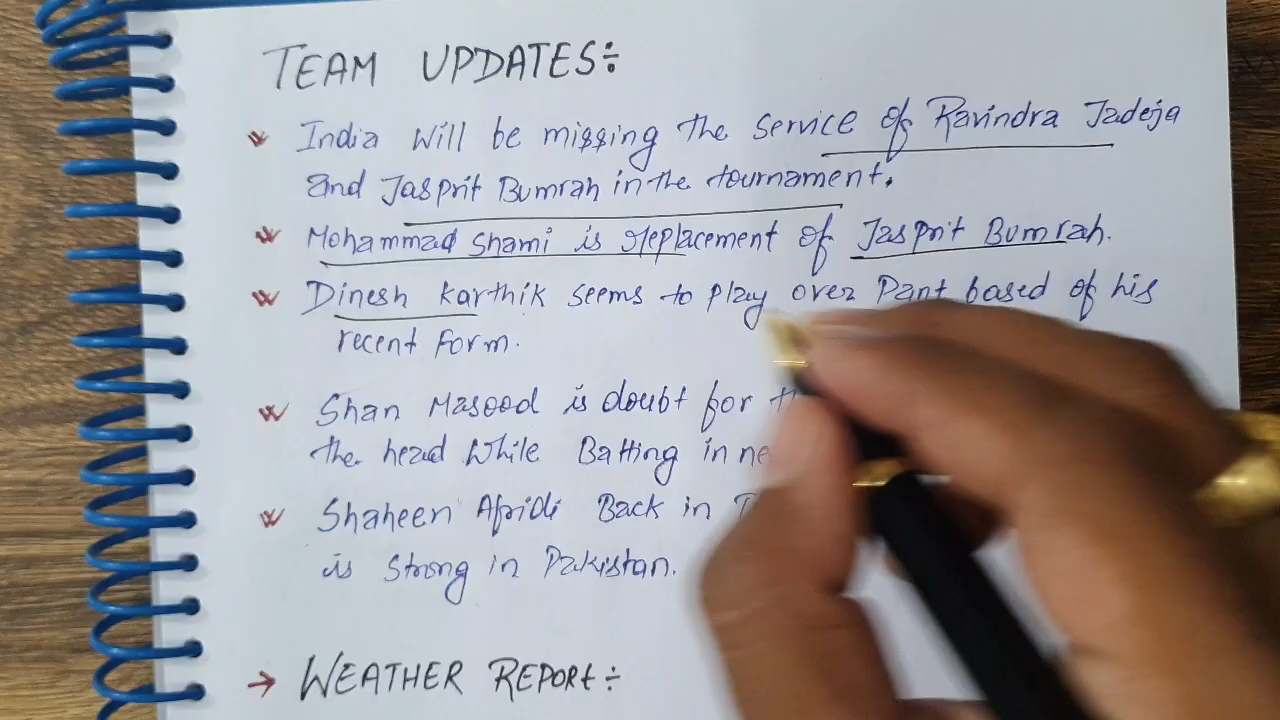 TEAM UPDATES:
India will be missing the service of Ravindra Jadeja
and Jasprit Bumrah in the tournament.
Mohammad Shami is replacement of Jasprit Bumrah.
Dinesh Karthik seems to play over Pant based of his
recent form.
Shan Masood is doubt for
the head while Batting in
Shaheen Afridi Back in
is strong in Pakistan.
→ WEATHER REPORT: